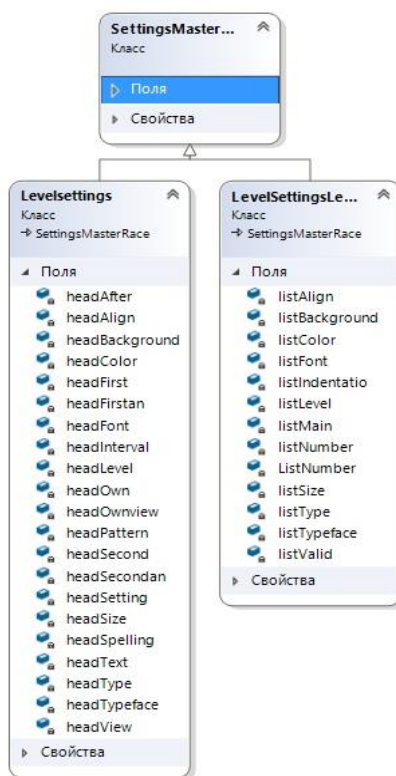 SettingsMaster...
Класс
Поля
Свойства
Levelsettings
Класс
SettingsMasterRace
Поля
headAfter
headAlign
headBackground
headColor
headFirst
headFirstan
headFont
headInterval
headLevel
headOwn
headOwnview
headPattern
headSecond
headSecondan
headSetting
headSize
headSpelling
headText
headType
headTypeface
headView
Свойства
LevelSettingsLe...
Класс
SettingsMasterRace
Поля
listAlign
listBackground
listColor
listFont
listIndentatio
listLevel
listMain
listNumber
ListNumber
listSize
listType
listTypeface
listValid
Свойства